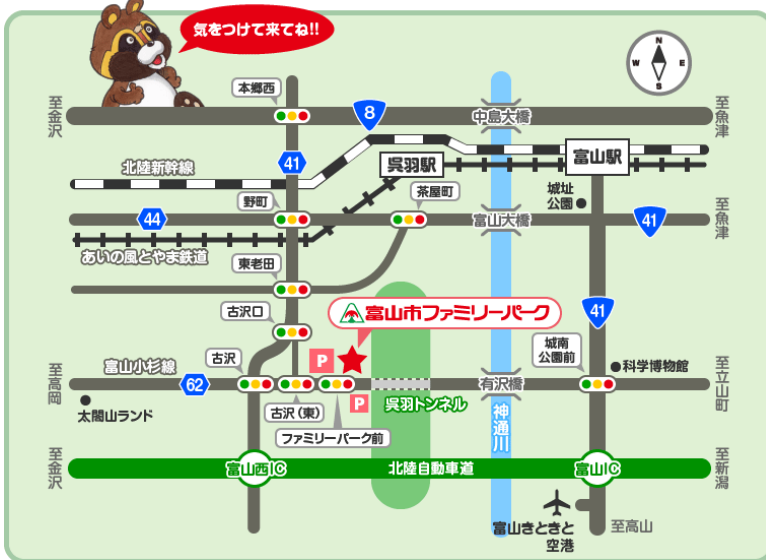 気をつけて来てね!!
N
W
E
S
本郷西
至金沢
8
中島大橋
至魚津
北陸新幹線
41
呉羽駅
富山駅
野町
茶屋町
城址
公園
44
富山大橋
41
至魚津
あいの風とやま鉄道
東老田
古沢口
富山市ファミリーパーク
41
古沢
P
城南
公園前
科学博物館
至高岡
富山小杉線
62
有沢橋
至立山町
太閤山ランド
古沢(東)
P
呉羽トンネル
ファミリーパーク前
神通川
至金沢
富山西IC
北陸自動車道
富山IC
至新潟
富山きときと
空港
至高山